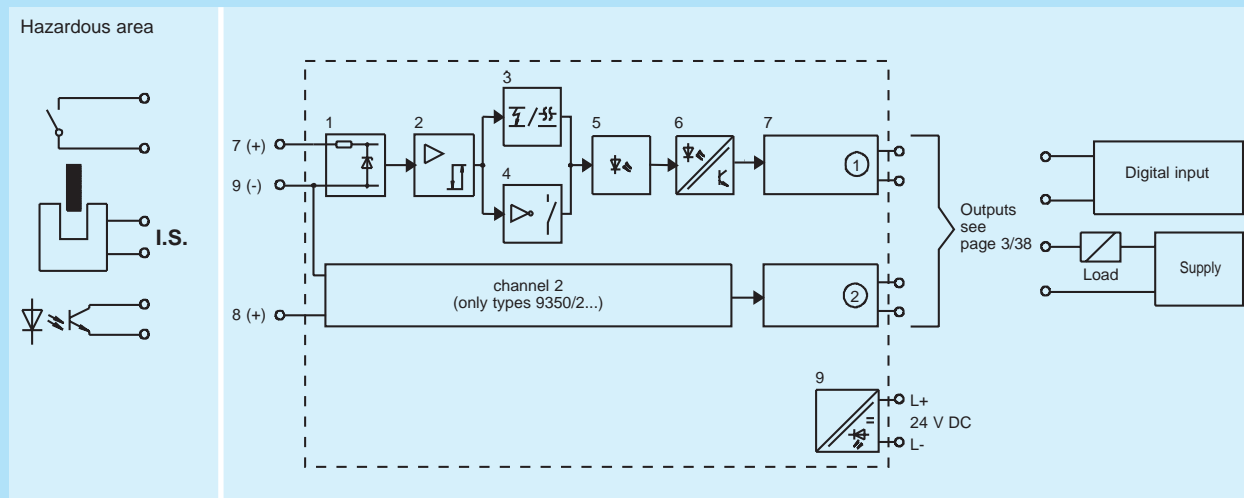 Hazardous area
I.S.
7 (+)
9 (-)
8 (+)
1
2
3
4
5
6
7
1
channel 2
(only types 9350/2...)
2
9
L+
24 V DC
L-
Outputs
see
page 3/38
Digital input
Load
Supply